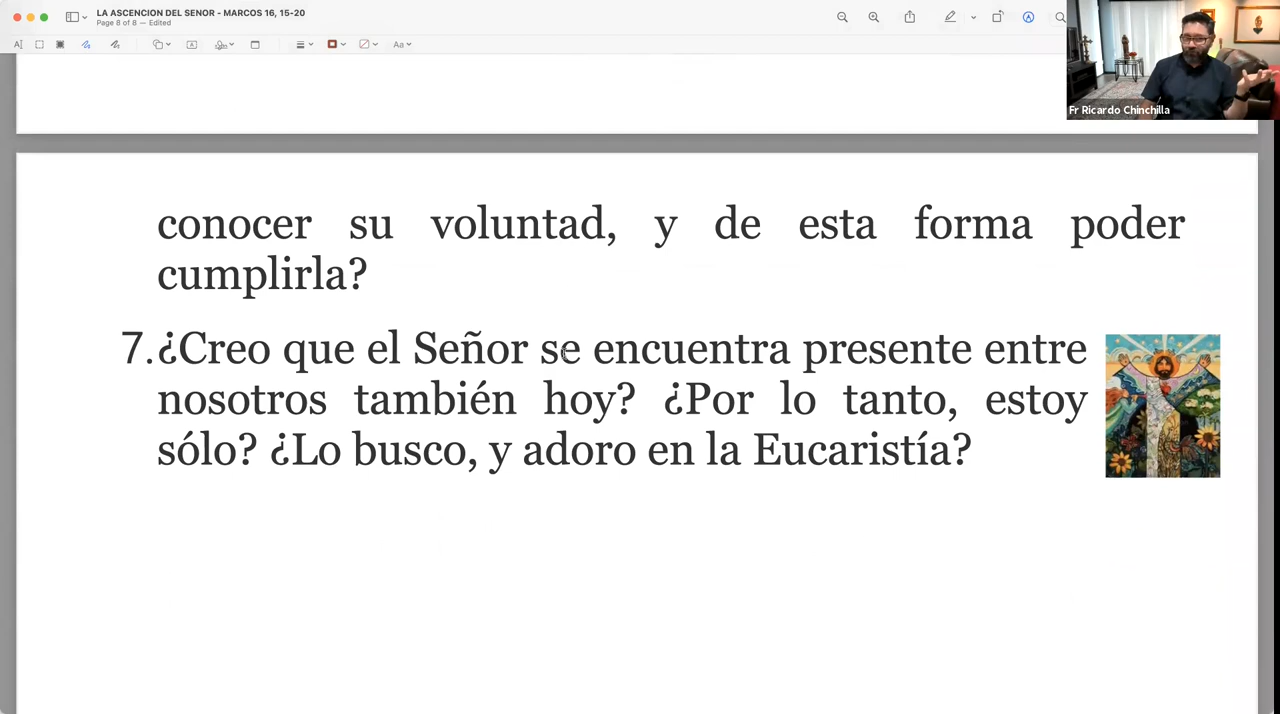 LA ASCENCION DEL SENOR - MARCOS 16, 15-20
Page 8 of 8 — Edited
Aa
Fr Ricardo Chinchilla
conocer su voluntad, y de esta forma poder
cumplirla?
7.¿Creo que el Señor se encuentra presente entre
nosotros también hoy? ¿Por lo tanto, estoy
sólo? ¿Lo busco, y adoro en la Eucaristía?